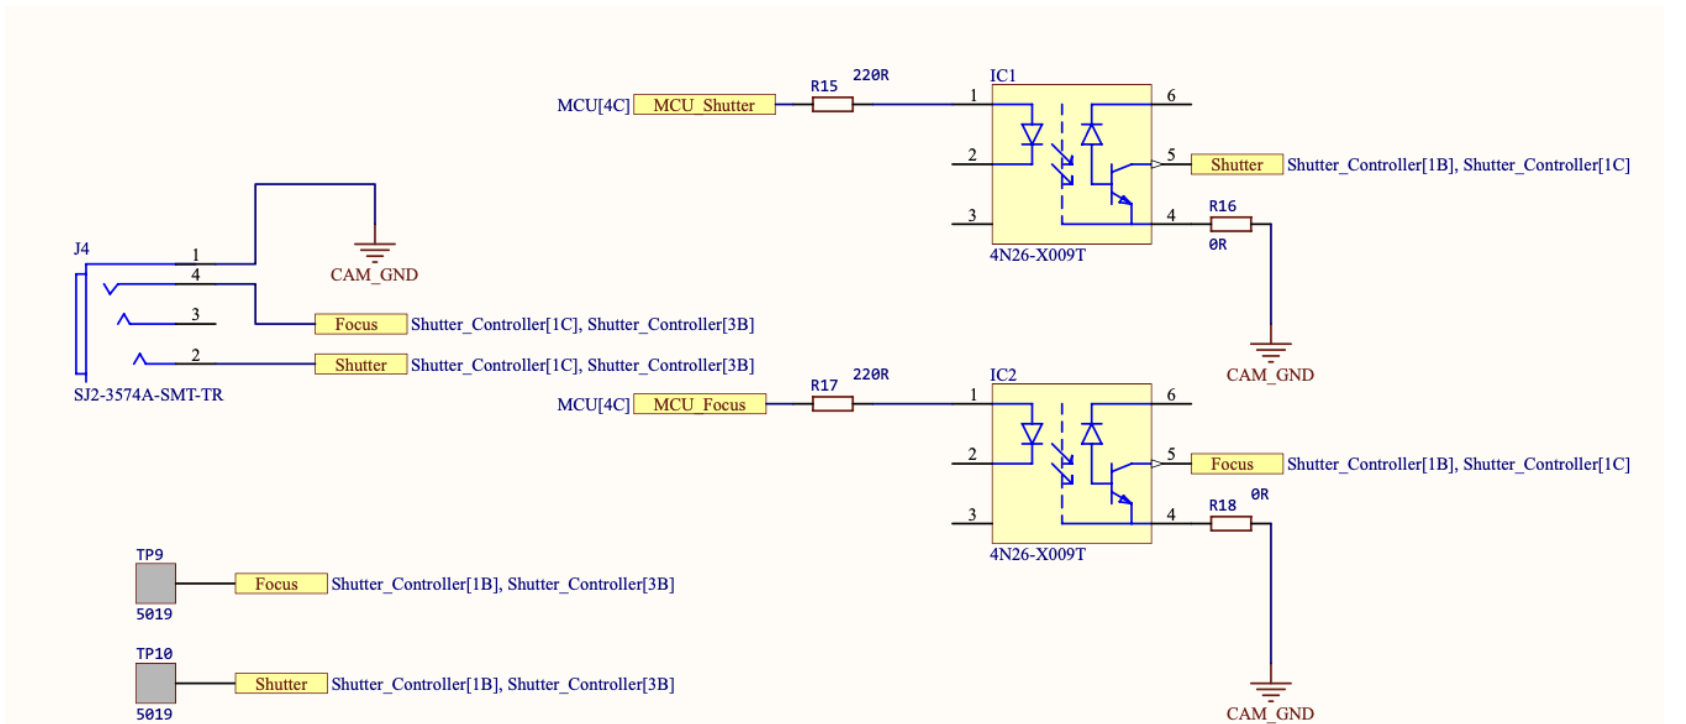 IC1
220R
R15
MCU[4C] MCU_Shutter
1 6
2 5 Shutter Shutter_Controller[1B], Shutter_Controller[1C]
3 4 R16
0R
4N26-X009T
CAM_GND
J4
1
CAM_GND
4
3 Focus Shutter_Controller[1C], Shutter_Controller[3B]
2 Shutter Shutter_Controller[1C], Shutter_Controller[3B]
SJ2-3574A-SMT-TR
IC2
220R
R17
MCU[4C] MCU_Focus
1 6
2 5 Focus Shutter_Controller[1B], Shutter_Controller[1C]
0R
3 4 R18
4N26-X009T
CAM_GND
TP9
Focus Shutter_Controller[1B], Shutter_Controller[3B]
5019
TP10
Shutter Shutter_Controller[1B], Shutter_Controller[3B]
5019